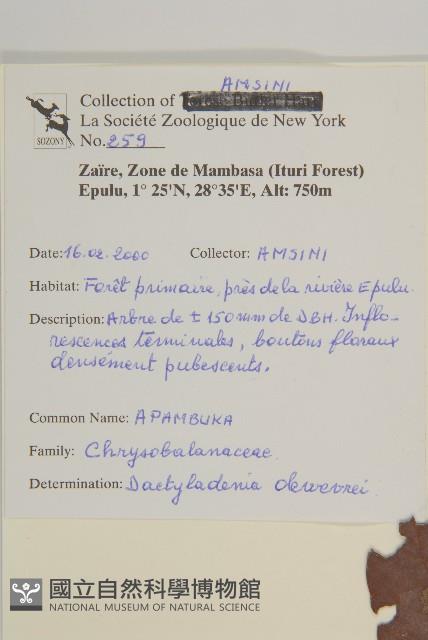 AMSINI
Collection of
La Société Zoologique de New York
SOZONY
No. 259
Zaïre, Zone de Mambasa (Ituri Forest)
Epulu, 1° 25'N, 28°35'E, Alt: 750m
Date: 16.02.2000 Collector: AMSINI
Habitat: Forêt primaire, près de la rivière Epulu.
Description: Arbre de ± 150mm de DBH. Inflo-
rescences terminales, boutons floraux
densément pubescents.
Common Name: APAMBUKA
Family: Chrysobalanaceae
Determination: Dactyladenia dewevrei
國立自然科學博物館
NATIONAL MUSEUM OF NATURAL SCIENCE